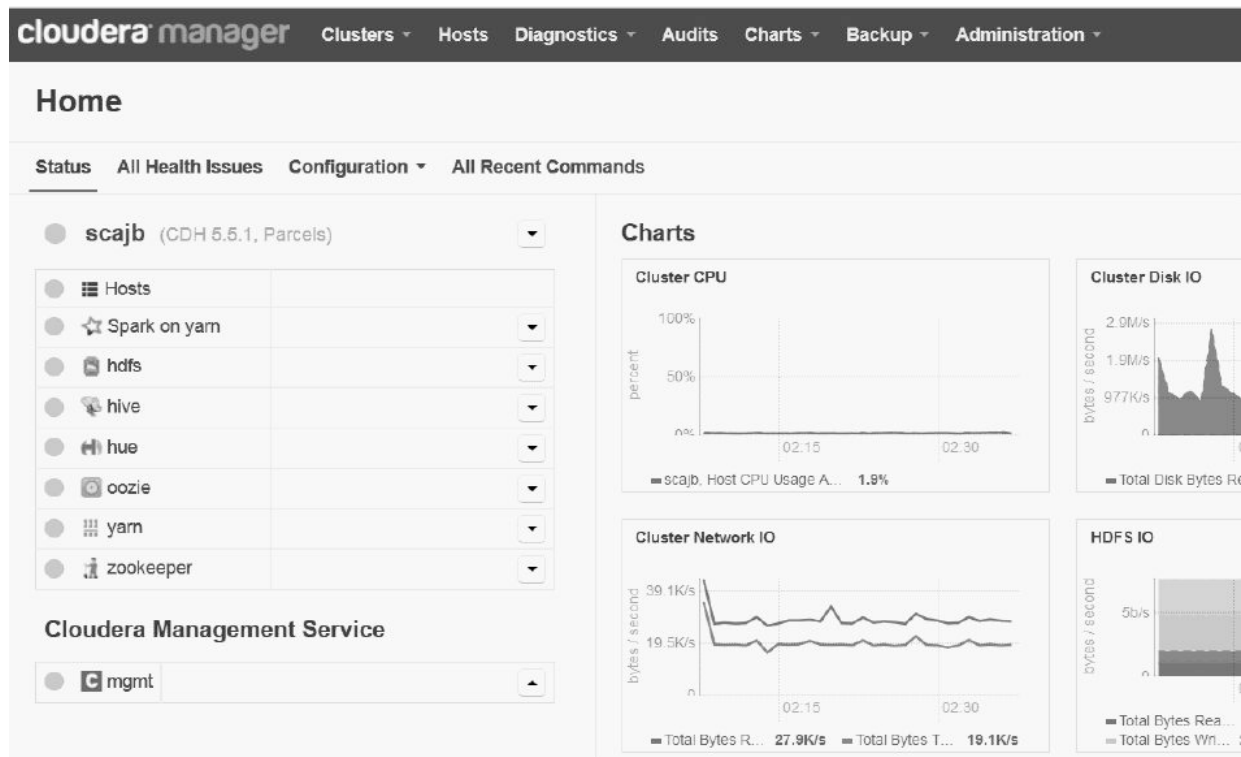 cloudera manager Clusters Hosts Diagnostics Audits Charts Backup Administration
Home
Status All Health Issues Configuration All Recent Commands
scajb (CDH 5.5.1, Parcels)
Hosts
Spark on yarn
hdfs
hive
hue
oozie
yarn
zookeeper
Cloudera Management Service
C mgmt
Charts
Cluster CPU
percent
100%
50%
0%
02:15 02:30
scajb, Host CPU Usage A... 1.9%
Cluster Disk IO
bytes / second
2.9M/s
1.9M/s
977K/s
0
Total Disk Bytes Re
Cluster Network IO
bytes / second
39.1K/s
19.5K/s
0
02:15 02:30
Total Bytes R... 27.9K/s Total Bytes T... 19.1K/s
HDFS IO
bytes / second
5b/s
0
Total Bytes Rea...
Total Bytes Wri...